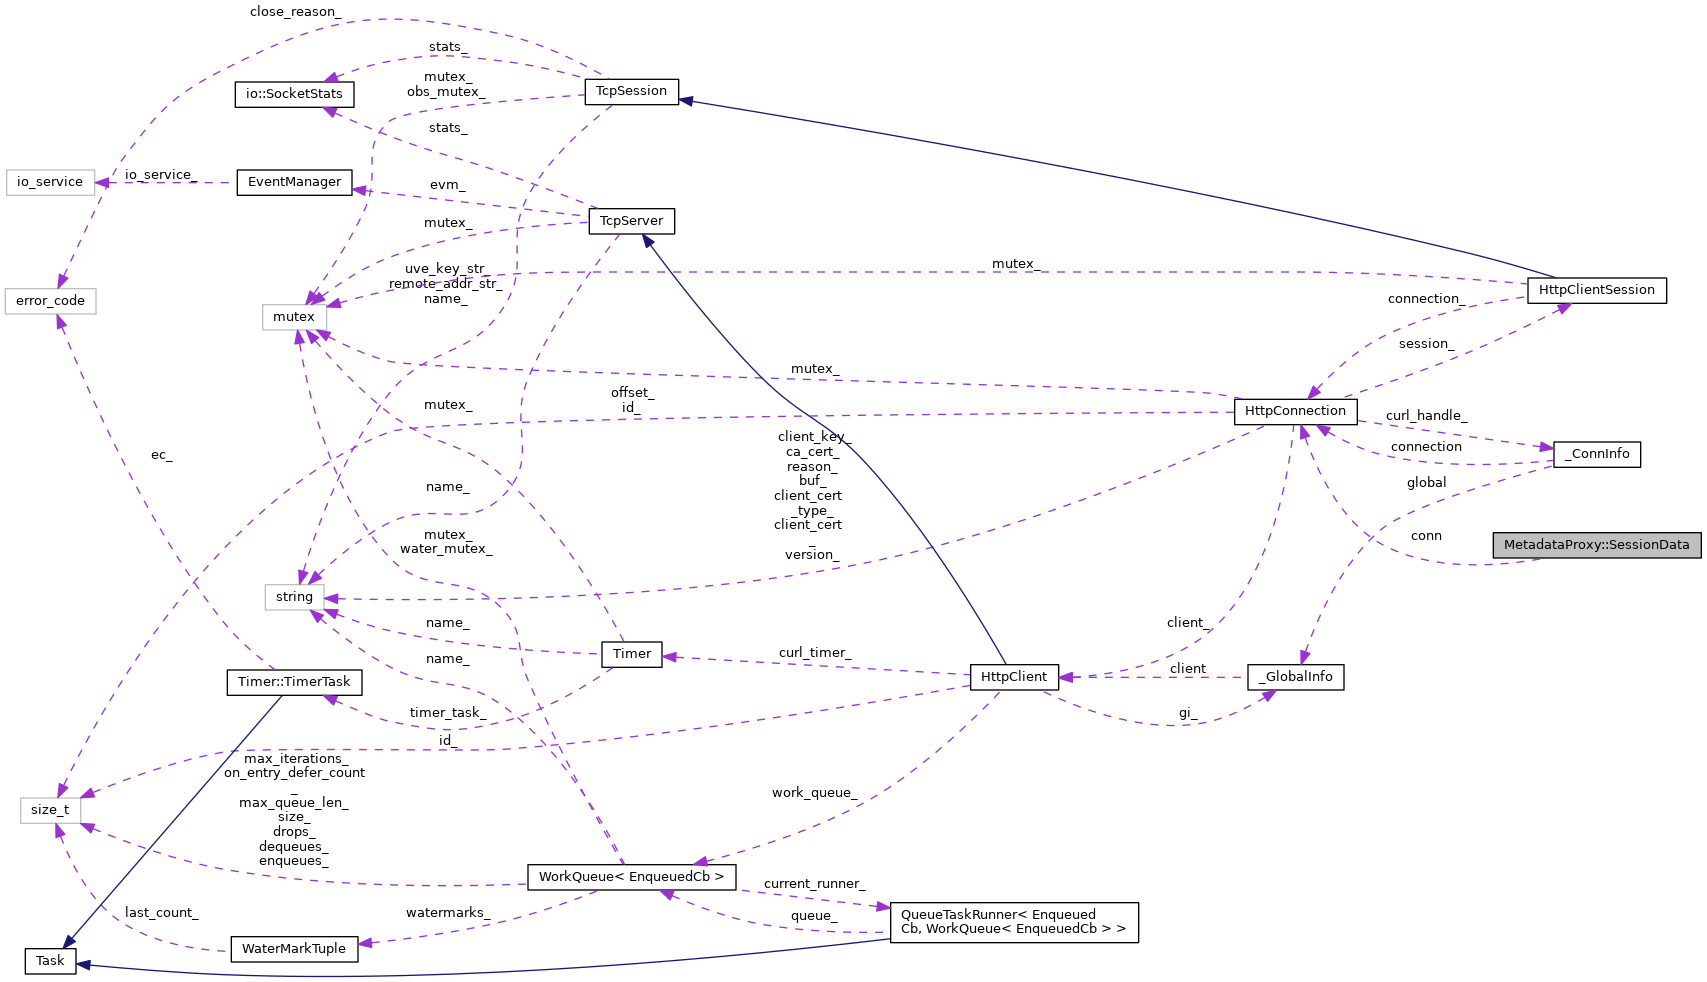 close_reason_
stats_
mutex_
obs_mutex_
io::SocketStats
TcpSession
stats_
io_service
io_service_
EventManager
evm_
TcpServer
mutex_
uve_key_str_
remote_addr_str_
name_
mutex_
HttpClientSession
error_code
mutex
connection_
session_
mutex_
offset_
id_
mutex_
HttpConnection
curl_handle_
client_key_
ca_cert_
reason_
buf_
client_cert
_type_
client_cert
_
version_
connection
_ConnInfo
ec_
name_
global
conn
MetadataProxy::SessionData
mutex_
water_mutex_
string
name_
client_
Timer
curl_timer_
name_
HttpClient
client
_GlobalInfo
Timer::TimerTask
timer_task_
gi_
id_
max_iterations_
on_entry_defer_count
_
max_queue_len_
size_
drops_
dequeues_
enqueues_
size_t
work_queue_
WorkQueue< EnqueuedCb >
current_runner_
last_count_
watermarks_
queue_
QueueTaskRunner< Enqueued
Cb, WorkQueue< EnqueuedCb > >
WaterMarkTuple
Task